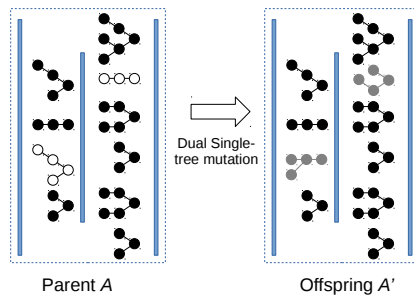 Dual Single-
tree mutation
Parent A
Offspring A'